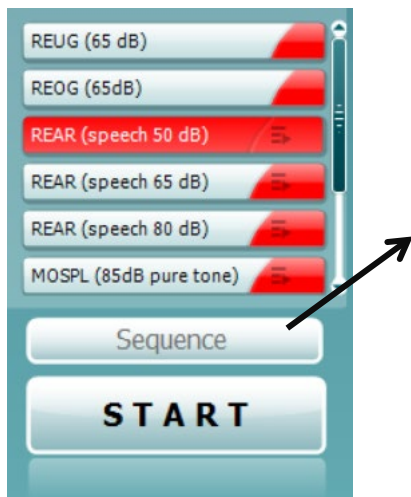 REUG (65 dB)
REOG (65dB)
REAR (speech 50 dB)
REAR (speech 65 dB)
REAR (speech 80 dB)
MOSPL (85dB pure tone)
Sequence
START